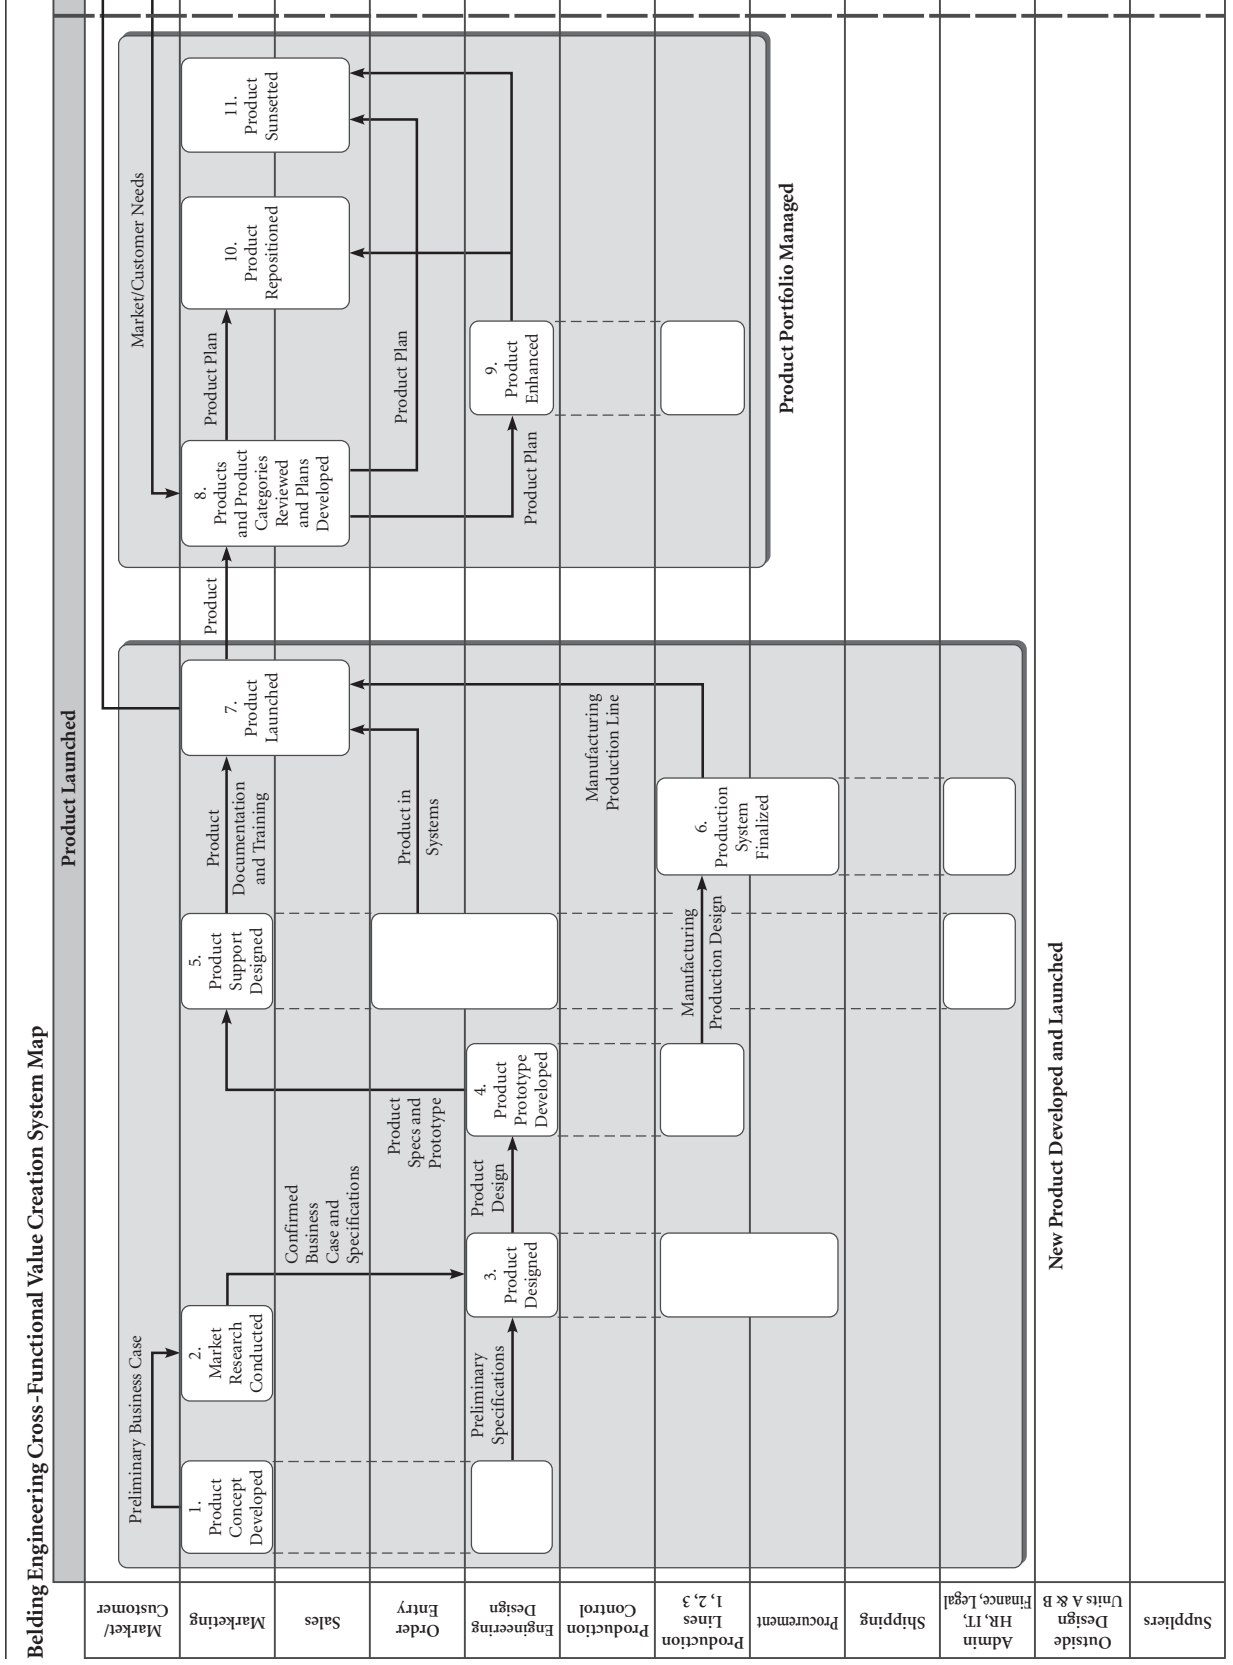 Belding Engineering Cross-Functional Value Creation System Map
Product Launched
Market/
Customer
Marketing
Sales
Order
Entry
Design
Engineering
Production
Control
Production
Lines
1, 2, 3
Procurement
Shipping
Admin
HR, IT,
Finance, Legal
Outside
Design
Units A & B
Suppliers
Preliminary Business Case
1.
Product
Concept
Developed
2.
Market
Research
Conducted
Confirmed
Business
Case and
Specifications
Preliminary
Specifications
3.
Product
Designed
Product
Design
4.
Product
Prototype
Developed
Product
Specs and
Prototype
5.
Product
Support
Designed
Product
Documentation
and Training
Product in
Systems
Manufacturing
Production Design
6.
Production
System
Finalized
Manufacturing
Production Line
7.
Product
Launched
New Product Developed and Launched
Product
Market/Customer Needs
8.
Products
and Product
Categories
Reviewed
and Plans
Developed
Product Plan
Product Plan
Product Plan
9.
Product
Enhanced
10.
Product
Repositioned
11.
Product
Sunsetted
Product Portfolio Managed